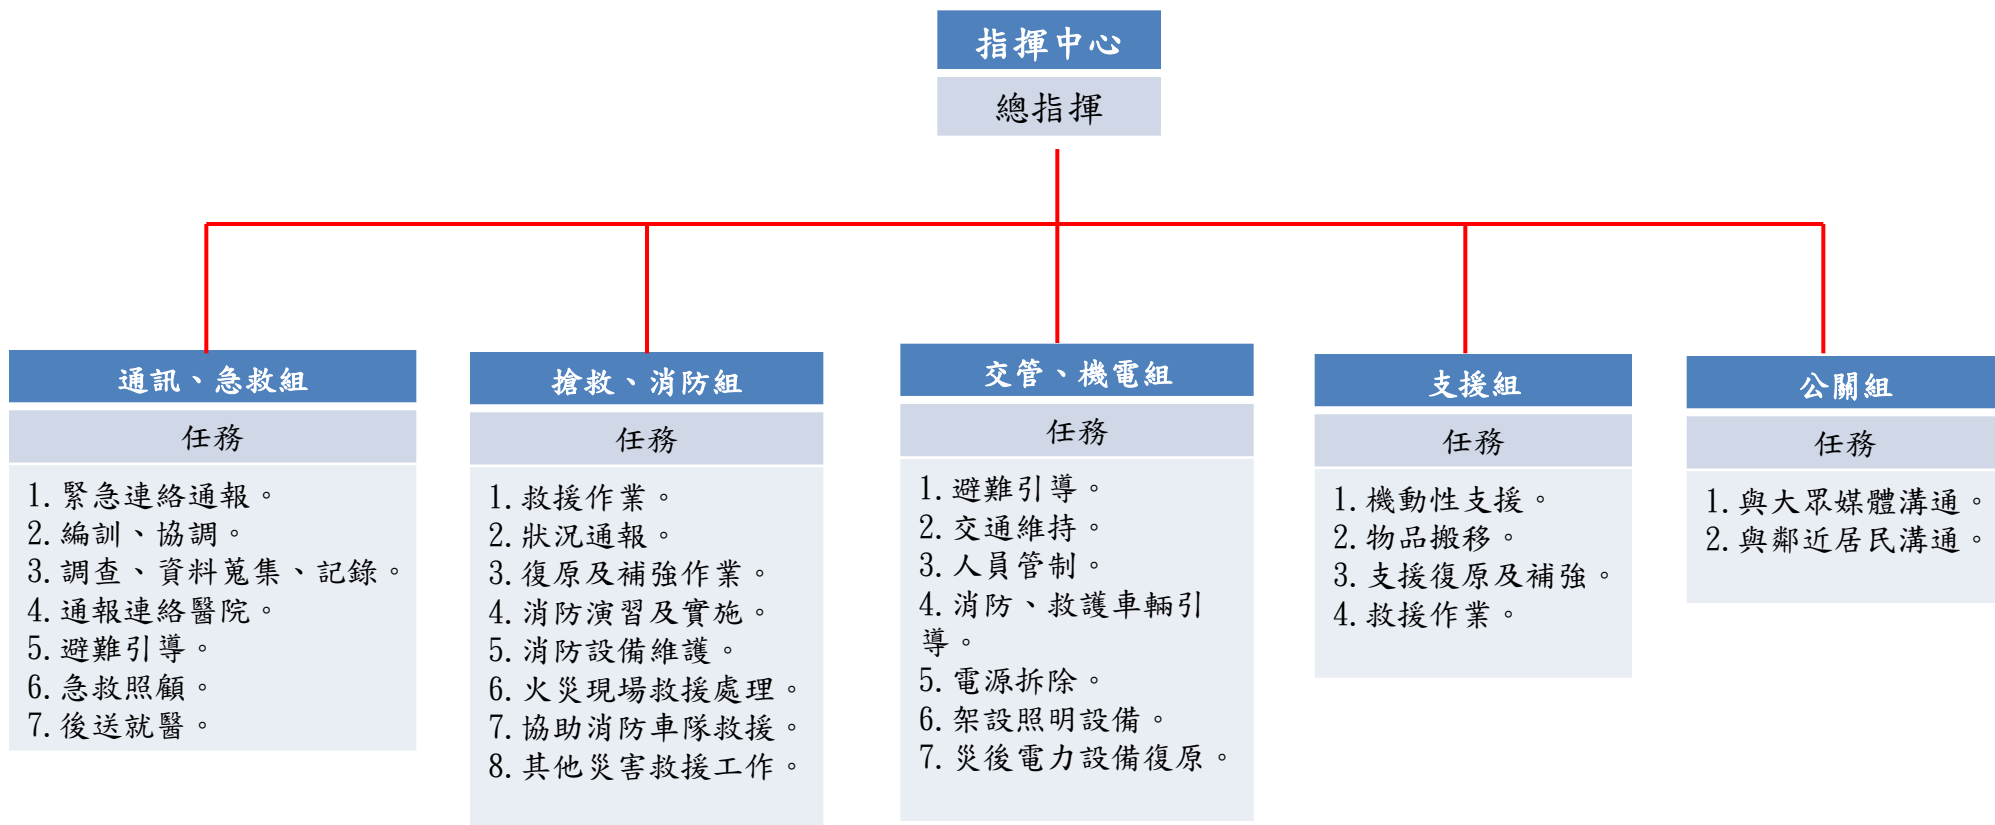 指揮中心
總指揮
通訊、急救組
任務
1.緊急連絡通報。
2.編訓、協調。
3.調查、資料蒐集、記錄。
4.通報連絡醫院。
5.避難引導。
6.急救照顧。
7.後送就醫。
搶救、消防組
任務
1.救援作業。
2.狀況通報。
3.復原及補強作業。
4.消防演習及實施。
5.消防設備維護。
6.火災現場救援處理。
7.協助消防車隊救援。
8.其他災害救援工作。
交管、機電組
任務
1.避難引導。
2.交通維持。
3.人員管制。
4.消防、救護車輛引
導。
5.電源拆除。
6.架設照明設備。
7.災後電力設備復原。
支援組
任務
1.機動性支援。
2.物品搬移。
3.支援復原及補強。
4.救援作業。
公關組
任務
1.與大眾媒體溝通。
2.與鄰近居民溝通。